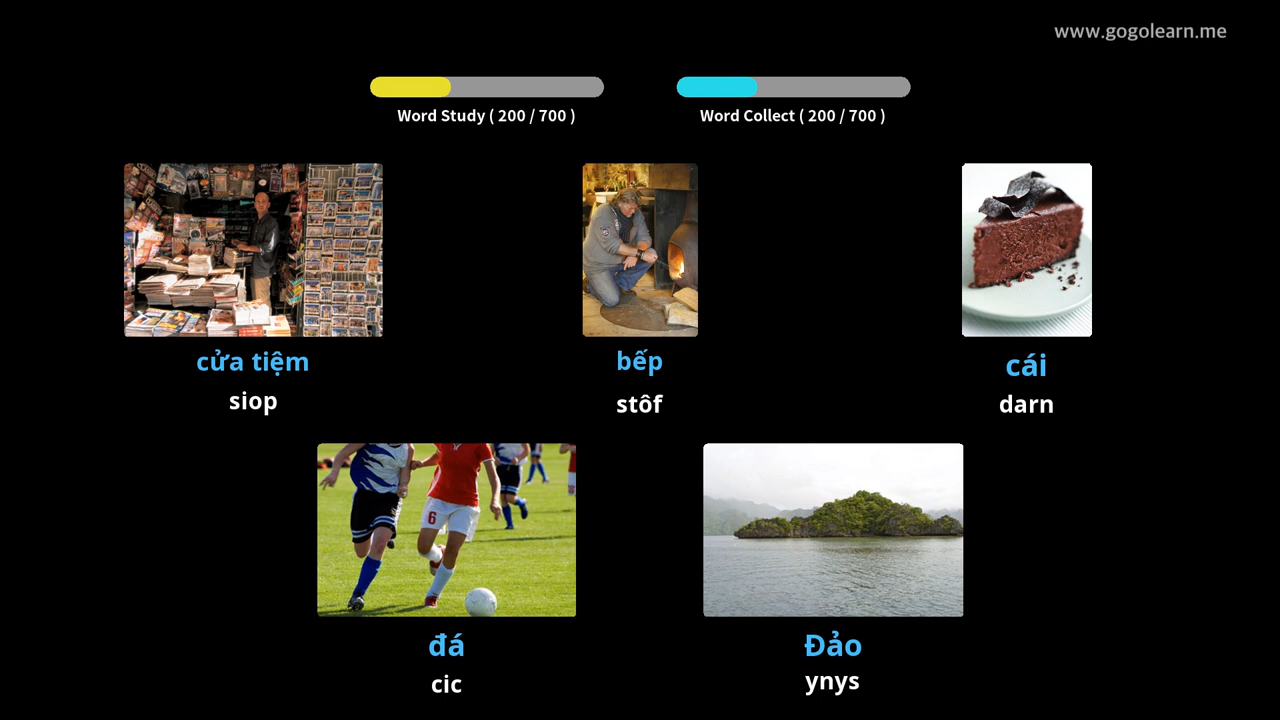 www.gogolearn.me
Word Study ( 200 / 700 )
Word Collect ( 200 / 700 )
cửa tiệm
siop
bếp
stôf
cái
darn
6
đá
cic
Đảo
ynys